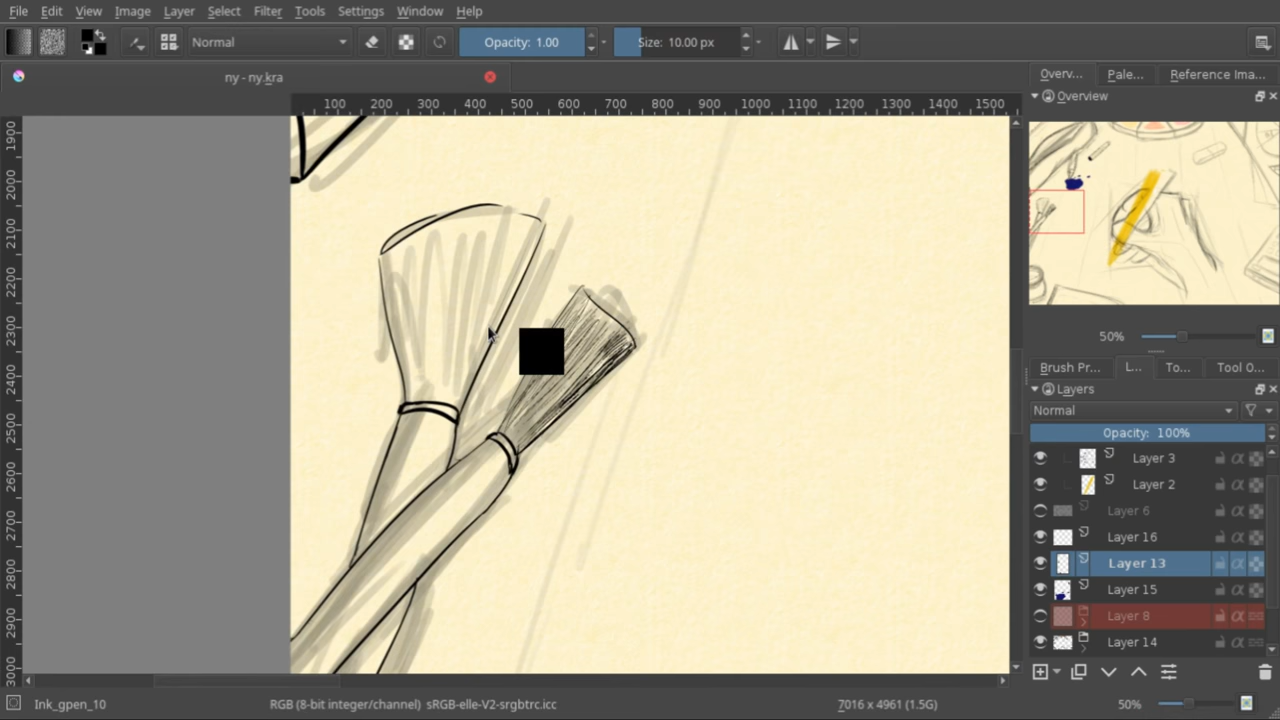 File Edit View Image Layer Select Filter Tools Settings Window Help
Normal Opacity: 1.00 Size: 10.00 px
ny - ny.kra
Overv... Pale... Reference Ima...
Overview
100 200 300 400 500 600 700 800 900 1000 1100 1200 1300 1400 1500
1900
2000
2100
2200
2300
2400
2500
2600
2700
2800
2900
3000
50%
Brush Pr... L... To... Tool O...
Layers
Normal
Opacity: 100%
Layer 3
Layer 2
Layer 6
Layer 16
Layer 13
Layer 15
Layer 8
Layer 14
Ink_gpen_10 RGB (8-bit integer/channel) sRGB-elle-V2-srgbtrc.icc 7016 x 4961 (1.5G) 50%